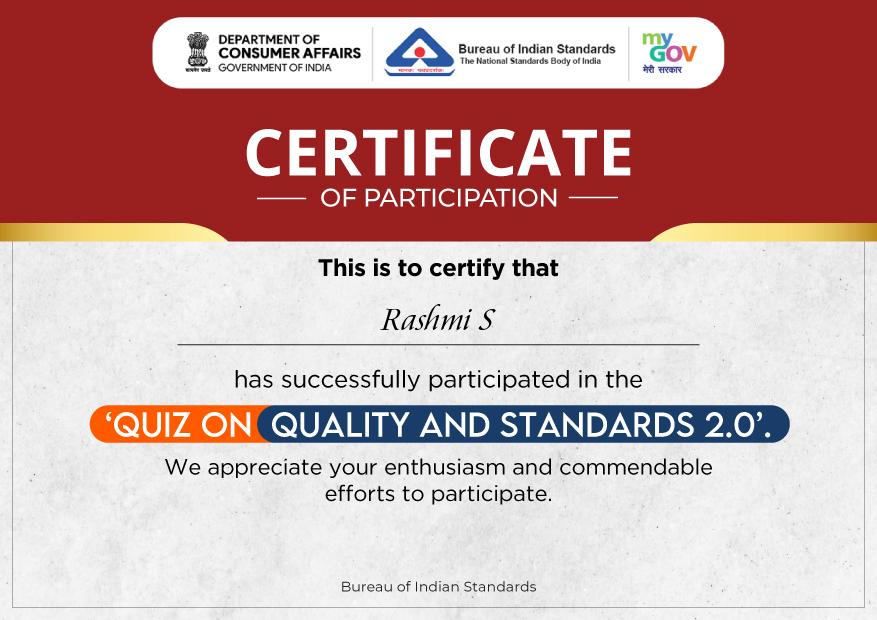 सत्यमेव जयते
DEPARTMENT OF
CONSUMER AFFAIRS
GOVERNMENT OF INDIA
मानकः पथप्रदर्शकः
Bureau of Indian Standards
The National Standards Body of India
my
GOV
मेरी सरकार
CERTIFICATE
OF PARTICIPATION
This is to certify that
Rashmi S
has successfully participated in the
‘QUIZ ON QUALITY AND STANDARDS 2.0’.
We appreciate your enthusiasm and commendable
efforts to participate.
Bureau of Indian Standards